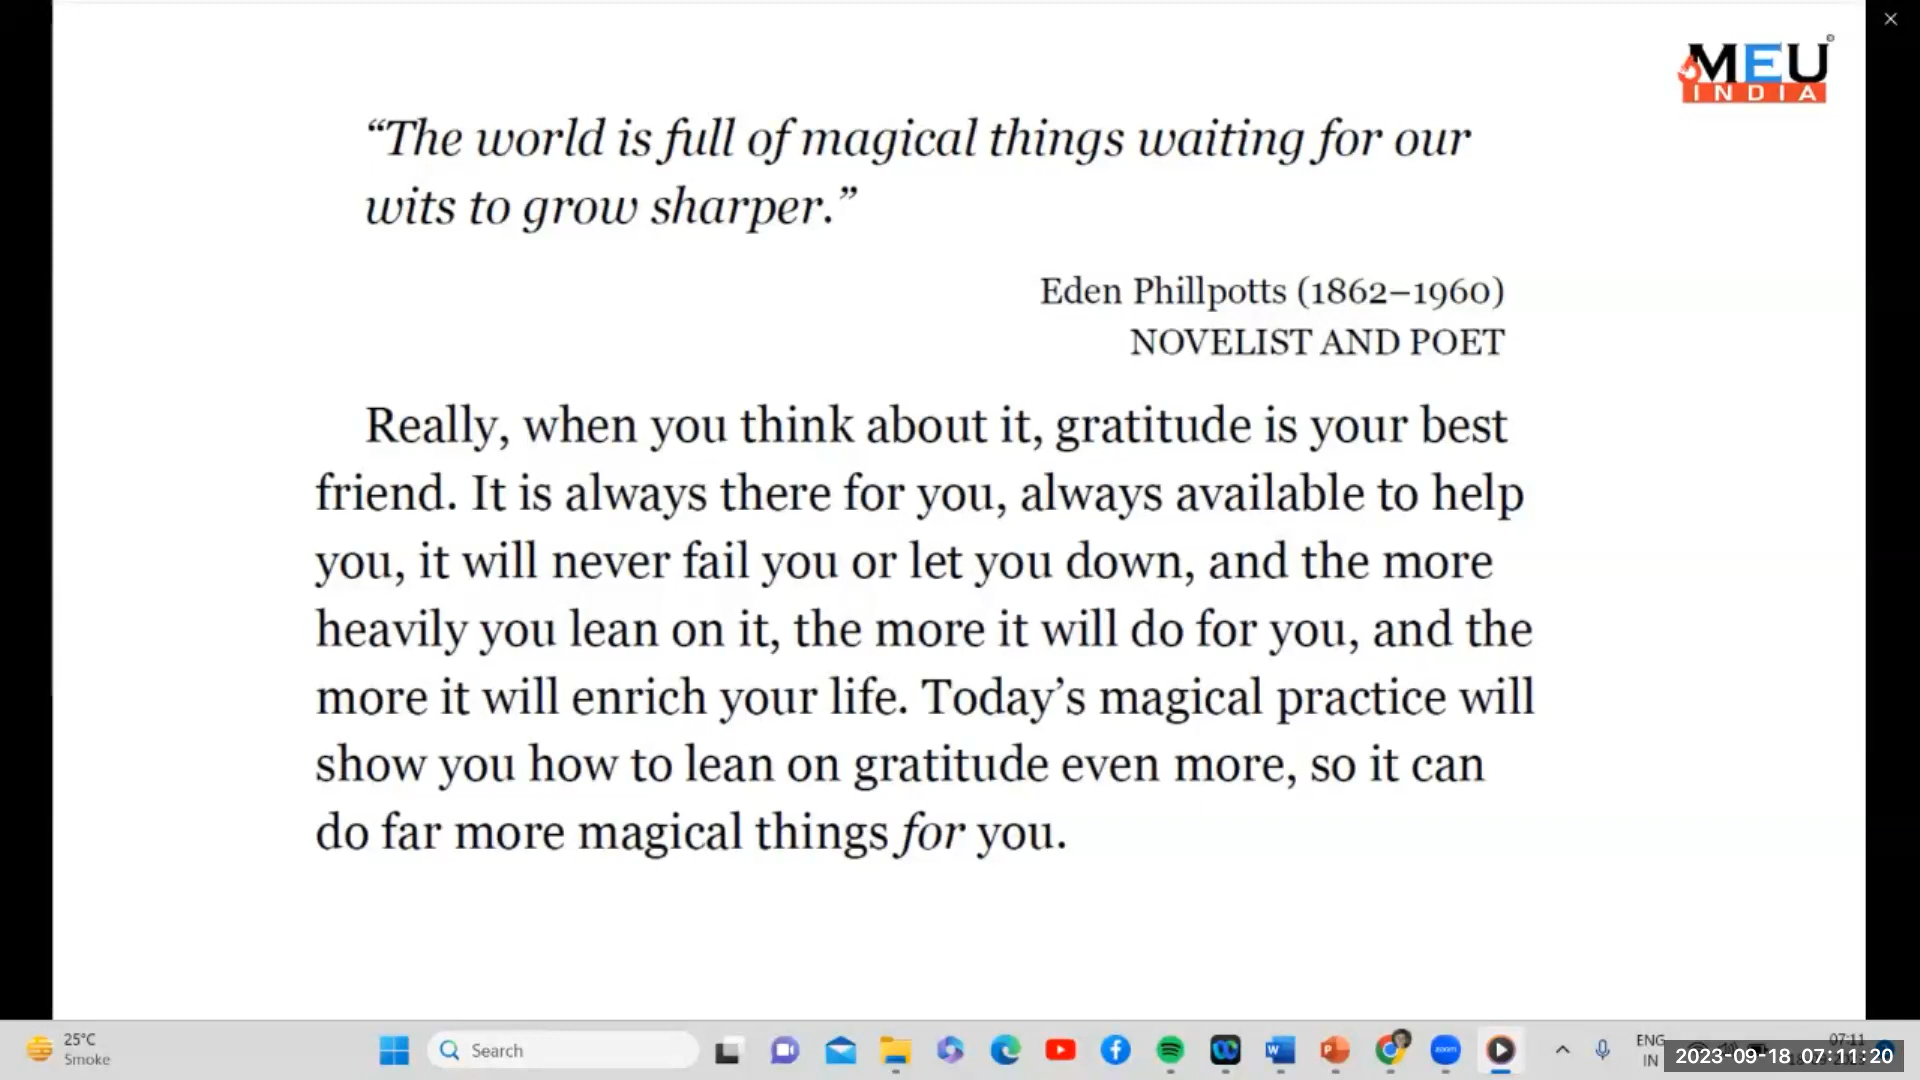 MEU
INDIA
“The world is full of magical things waiting for our
wits to grow sharper.”
Eden Phillpotts (1862–1960)
NOVELIST AND POET
Really, when you think about it, gratitude is your best
friend. It is always there for you, always available to help
you, it will never fail you or let you down, and the more
heavily you lean on it, the more it will do for you, and the
more it will enrich your life. Today’s magical practice will
show you how to lean on gratitude even more, so it can
do far more magical things for you.
25°C
Smoke
Search
zoom
ENG
IN
07:11
2023-09-18 07:11:20